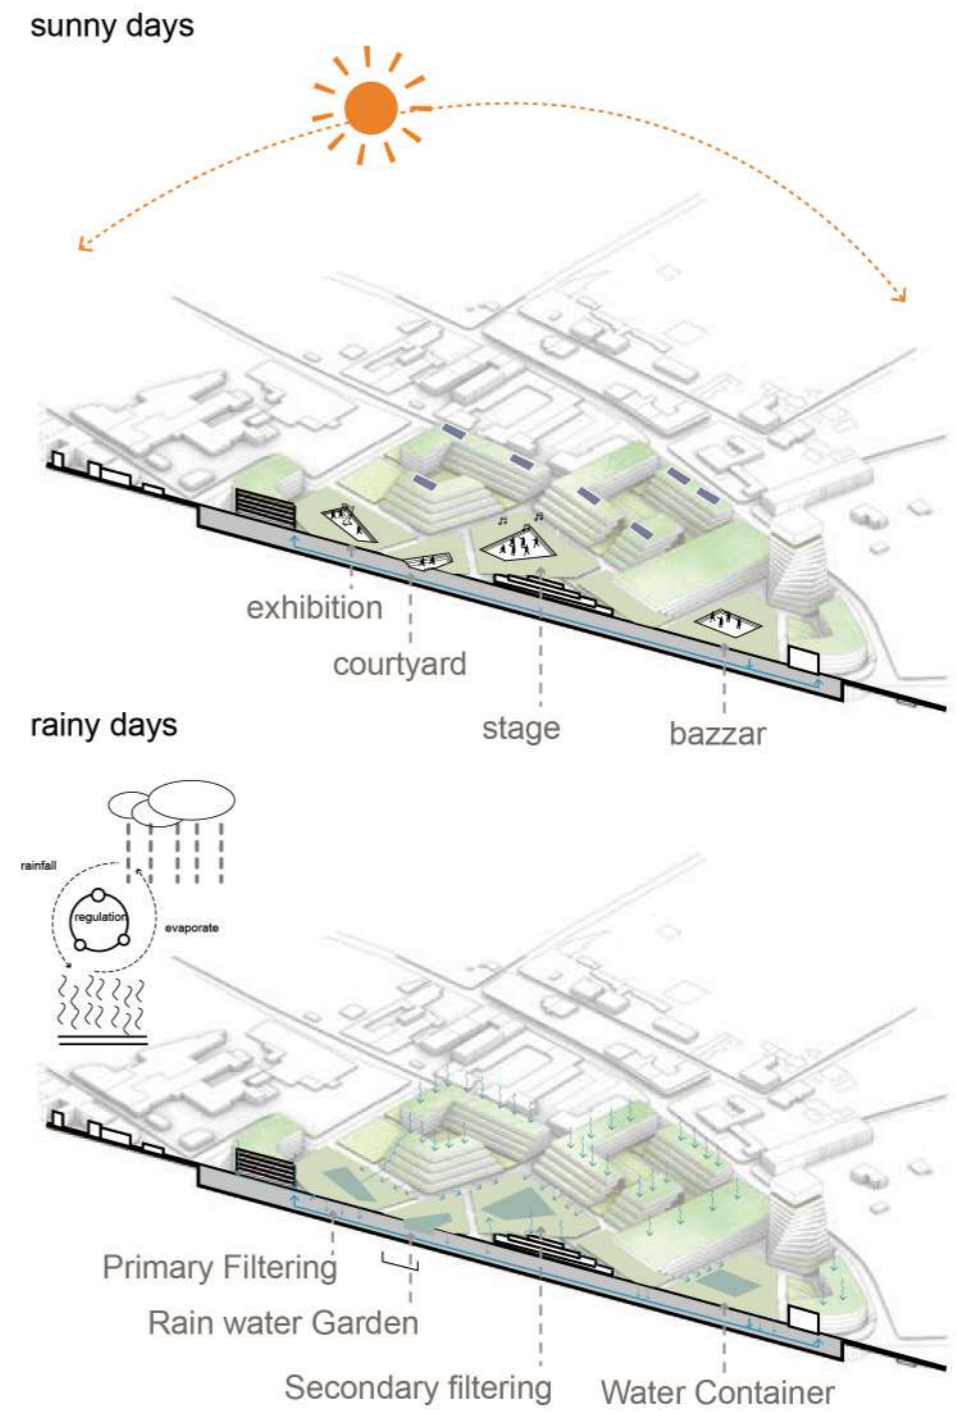 sunny days
exhibition
courtyard
stage
bazzar
rainy days
rainfall
regulation
evaporate
Primary Filtering
Rain water Garden
Secondary filtering
Water Container